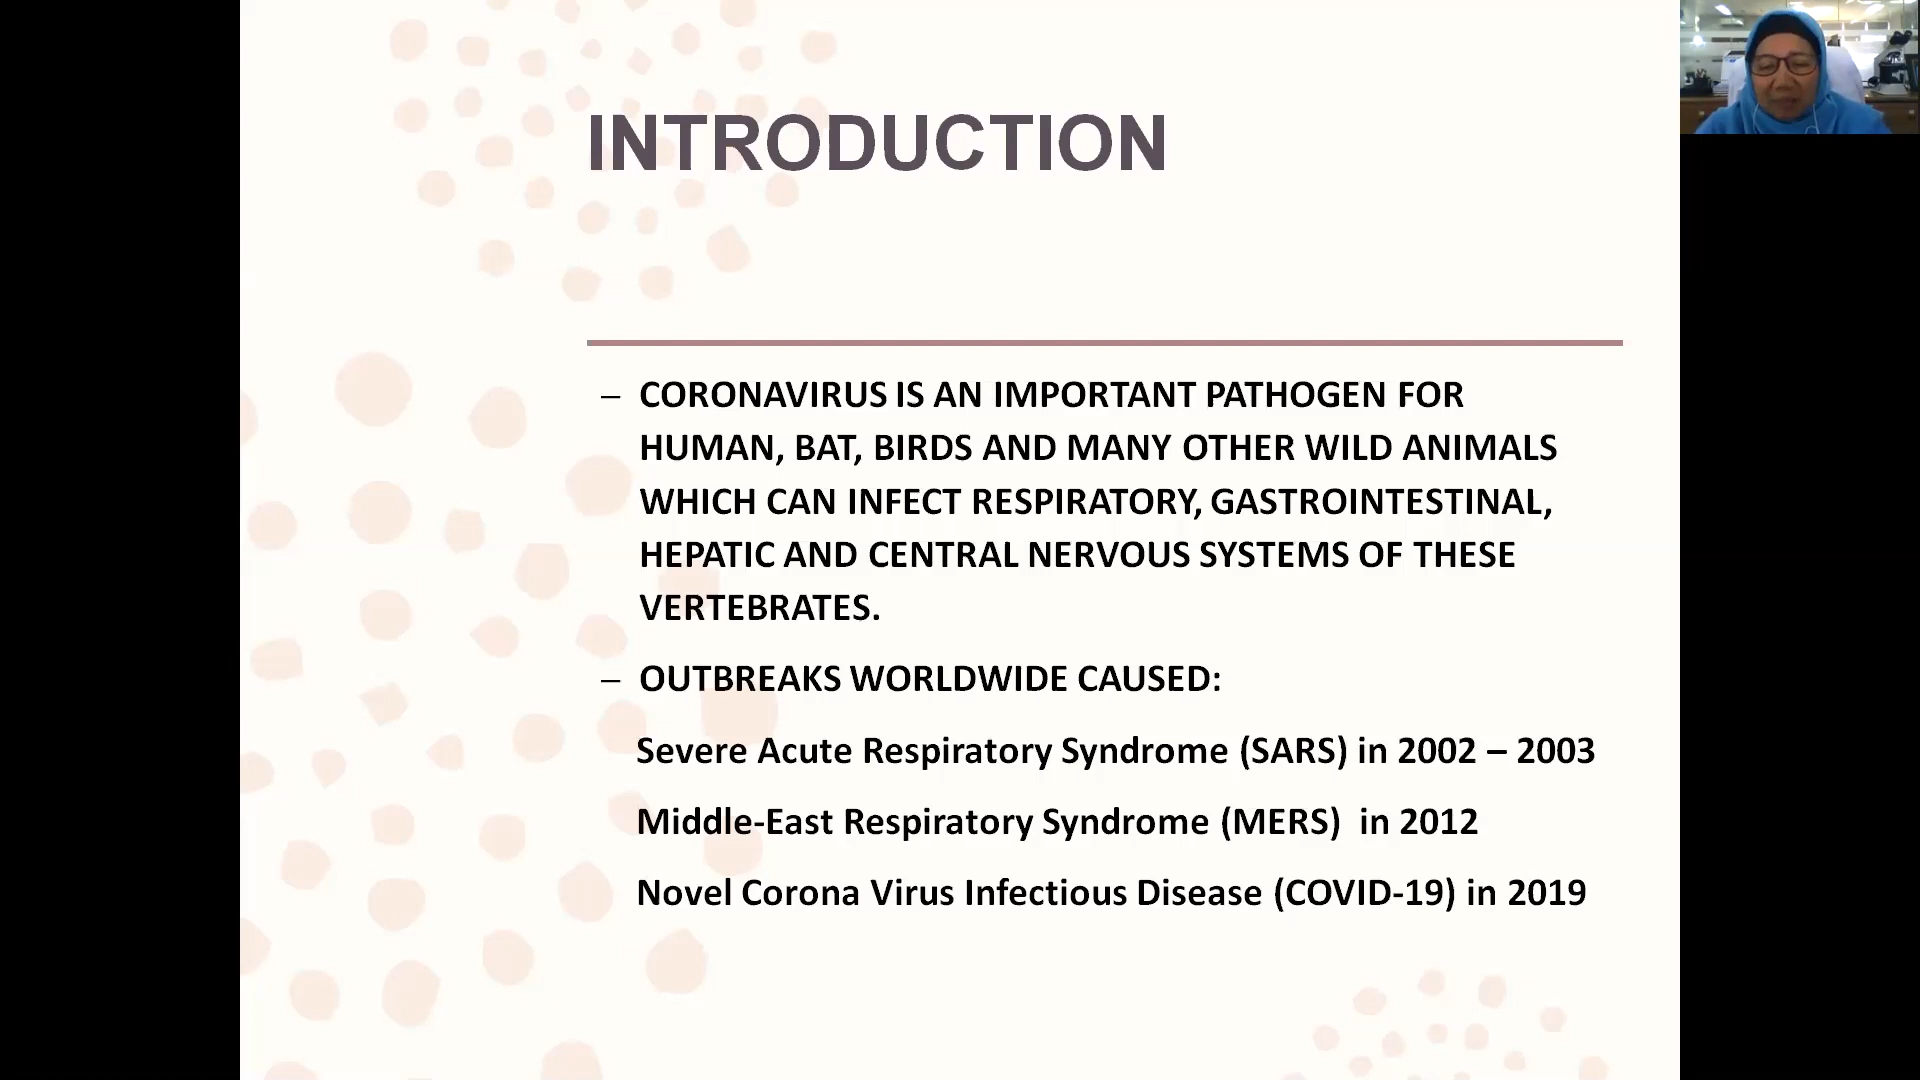 INTRODUCTION
– CORONAVIRUS IS AN IMPORTANT PATHOGEN FOR
HUMAN, BAT, BIRDS AND MANY OTHER WILD ANIMALS
WHICH CAN INFECT RESPIRATORY, GASTROINTESTINAL,
HEPATIC AND CENTRAL NERVOUS SYSTEMS OF THESE
VERTEBRATES.
– OUTBREAKS WORLDWIDE CAUSED:
Severe Acute Respiratory Syndrome (SARS) in 2002 – 2003
Middle-East Respiratory Syndrome (MERS) in 2012
Novel Corona Virus Infectious Disease (COVID-19) in 2019